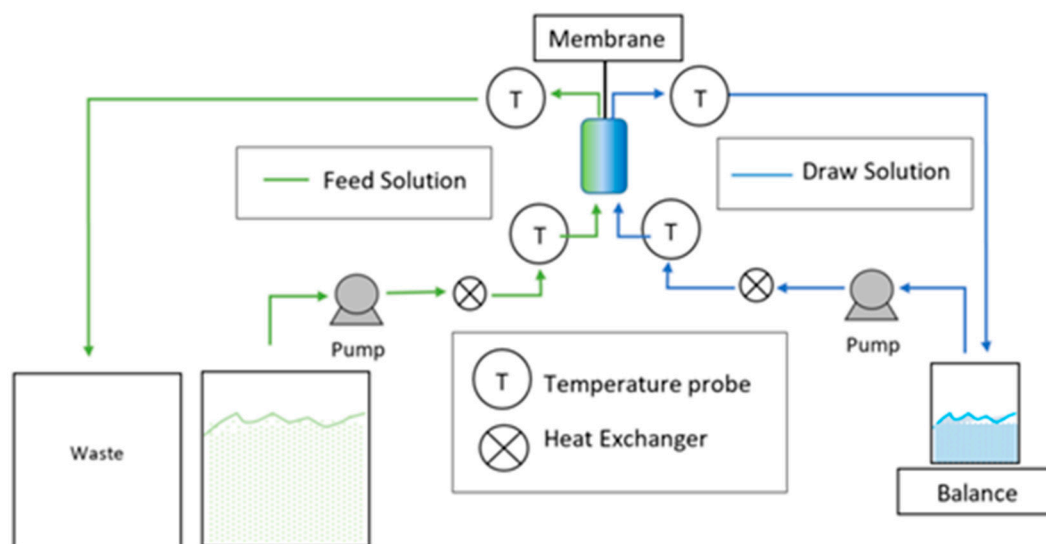 Membrane
T
T
Feed Solution
Draw Solution
T
T
Pump
Pump
T
Temperature probe
Heat Exchanger
Waste
Balance